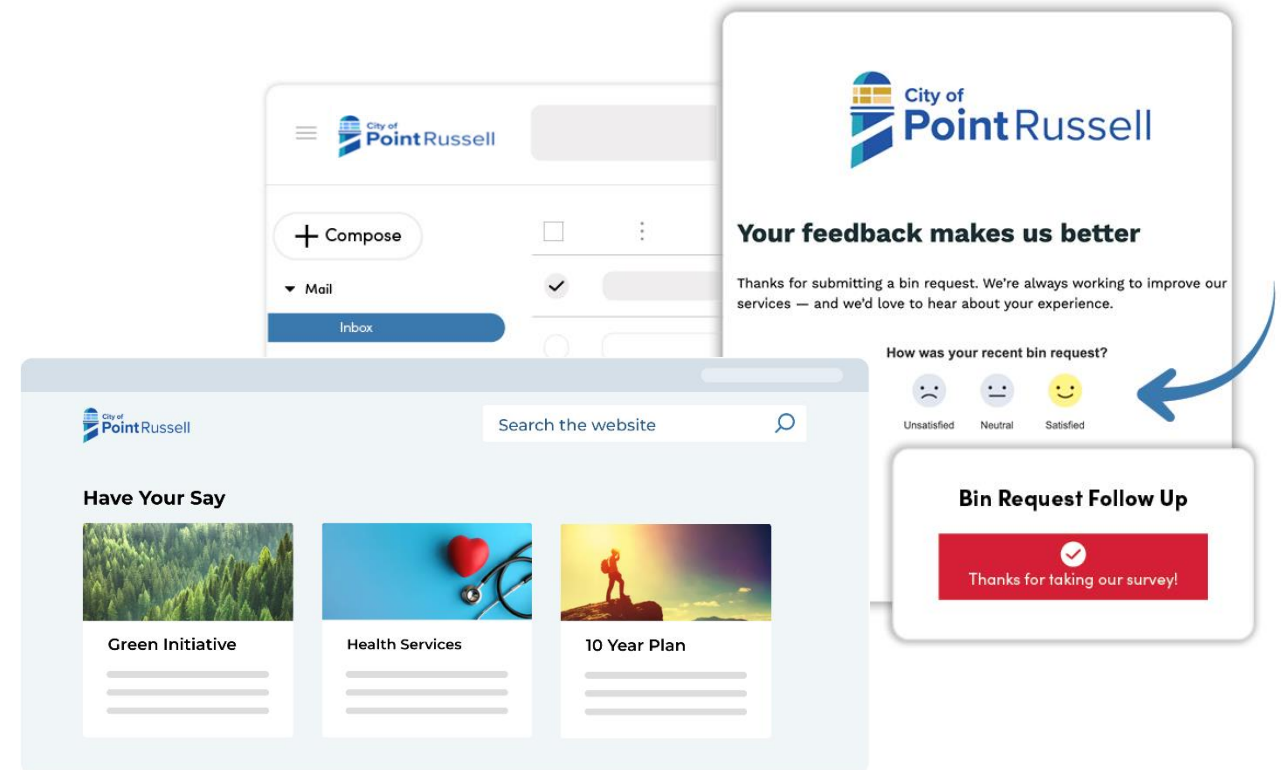 City of
PointRussell
Compose
Mail
Inbox
City of
PointRussell
Your feedback makes us better
Thanks for submitting a bin request. We're always working to improve our
services — and we'd love to hear about your experience.
How was your recent bin request?
Unsatisfied
Neutral
Satisfied
Bin Request Follow Up
Thanks for taking our survey!
City of
PointRussell
Search the website
Have Your Say
Green Initiative
Health Services
10 Year Plan